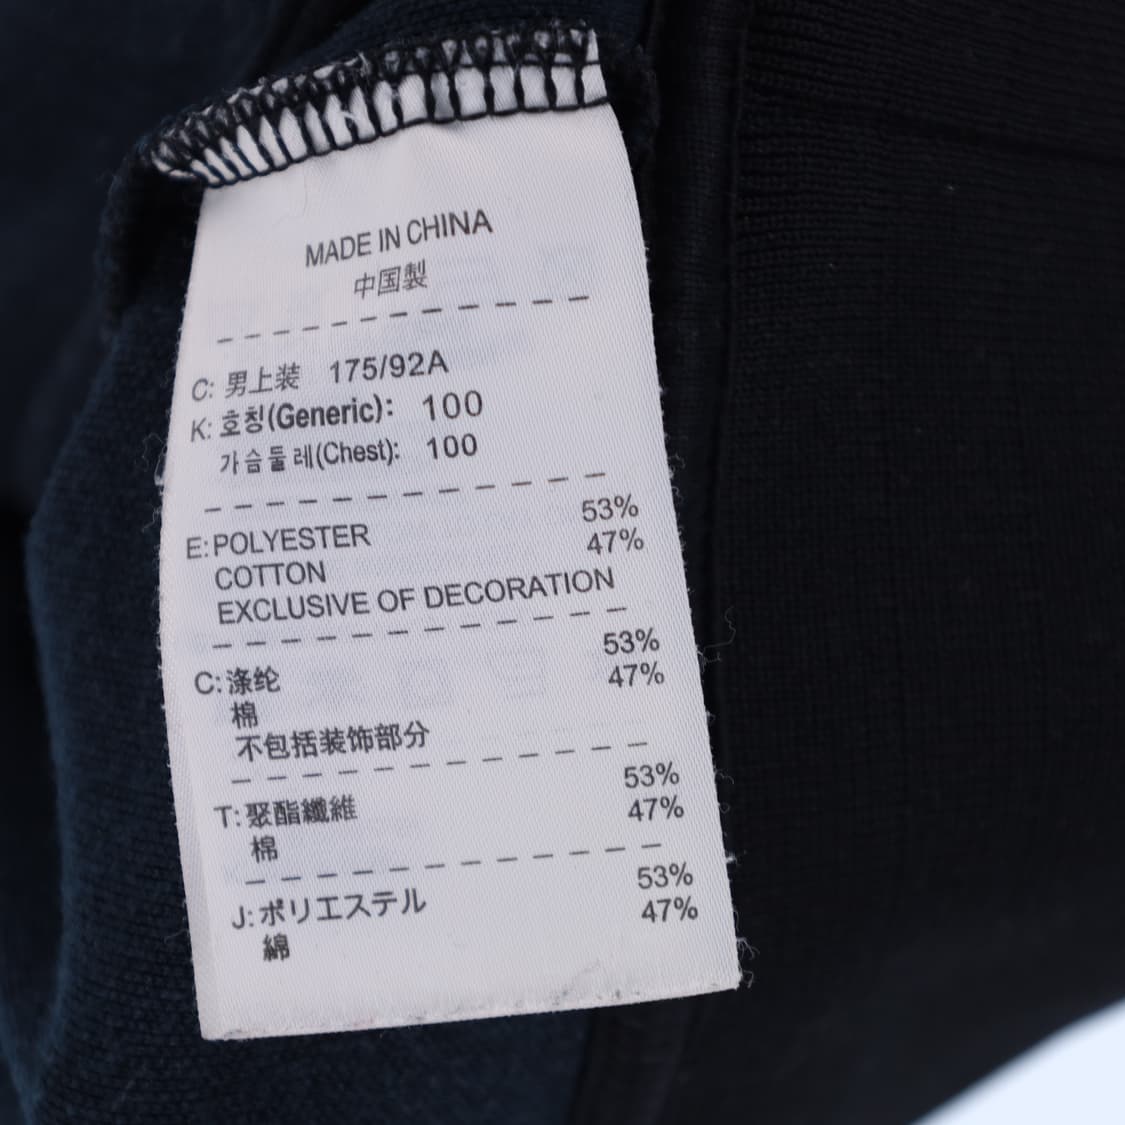 MADE IN CHINA
中国製
C: 男上装 175/92A
K: 호칭(Generic): 100
가슴둘레(Chest): 100
E: POLYESTER 53%
COTTON 47%
EXCLUSIVE OF DECORATION
C: 涤纶 53%
棉 47%
不包括装饰部分
T: 聚酯纖維 53%
棉 47%
J: ポリエステル 53%
綿 47%